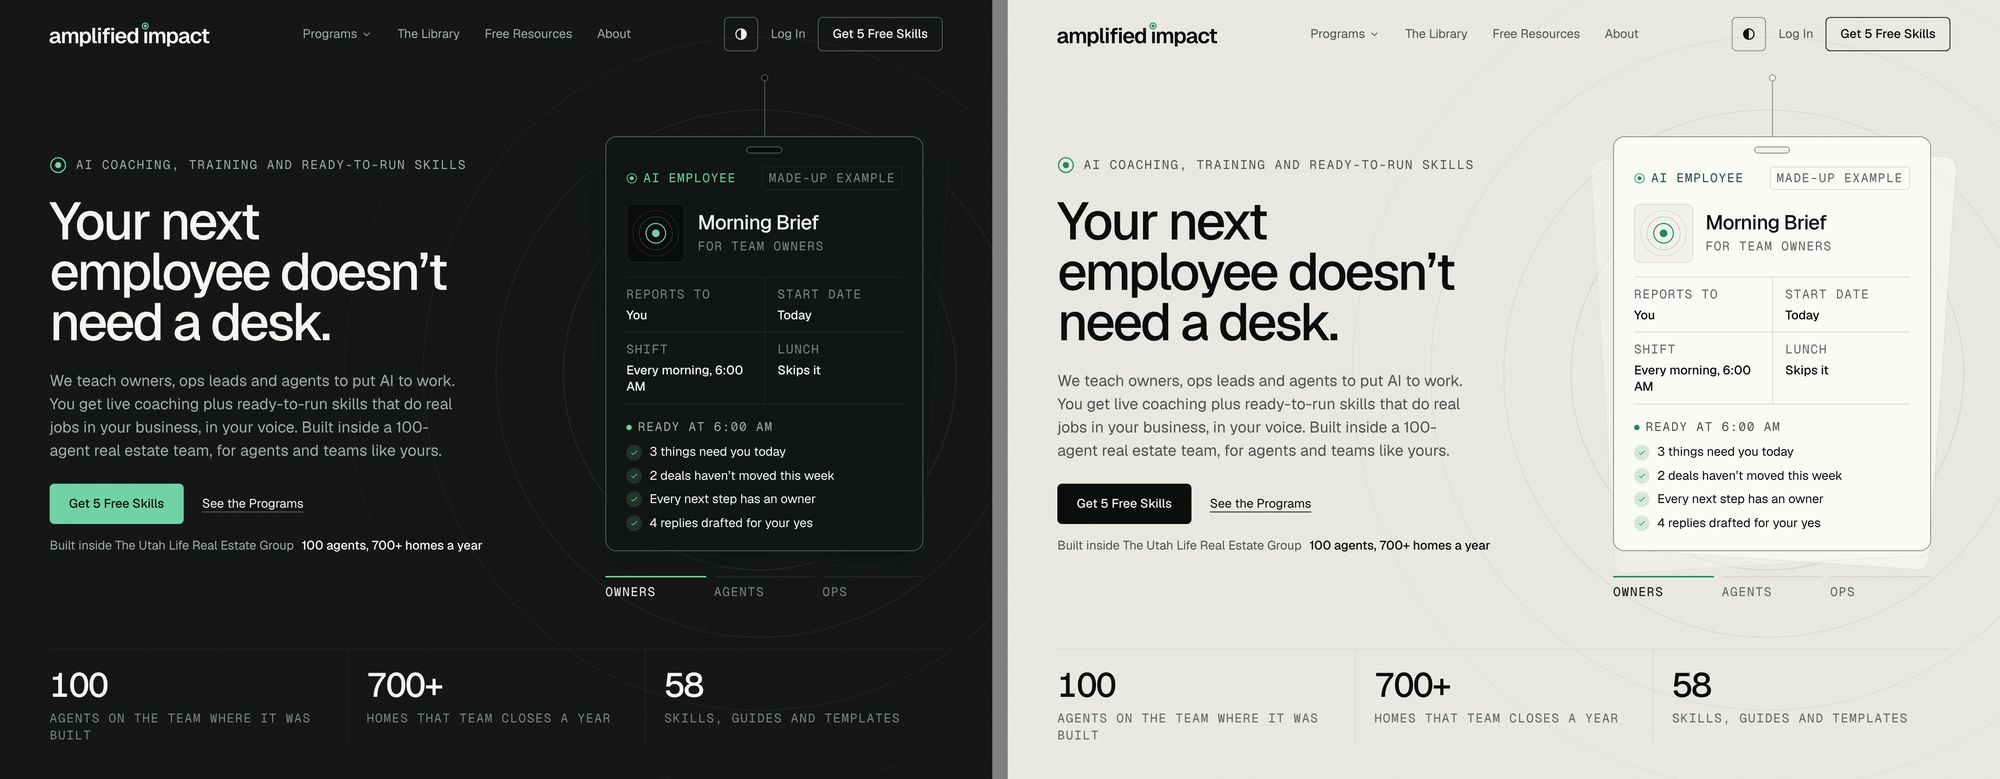 amplified impact
Programs
The Library
Free Resources
About
Log In
Get 5 Free Skills
AI COACHING, TRAINING AND READY-TO-RUN SKILLS
Your next
employee doesn’t
need a desk.
We teach owners, ops leads and agents to put AI to work.
You get live coaching plus ready-to-run skills that do real
jobs in your business, in your voice. Built inside a 100-
agent real estate team, for agents and teams like yours.
Get 5 Free Skills
See the Programs
Built inside The Utah Life Real Estate Group 100 agents, 700+ homes a year
AI EMPLOYEE
MADE-UP EXAMPLE
Morning Brief
FOR TEAM OWNERS
REPORTS TO
You
START DATE
Today
SHIFT
Every morning, 6:00
AM
LUNCH
Skips it
READY AT 6:00 AM
3 things need you today
2 deals haven’t moved this week
Every next step has an owner
4 replies drafted for your yes
OWNERS
AGENTS
OPS
100
AGENTS ON THE TEAM WHERE IT WAS
BUILT
700+
HOMES THAT TEAM CLOSES A YEAR
58
SKILLS, GUIDES AND TEMPLATES
amplified impact
Programs
The Library
Free Resources
About
Log In
Get 5 Free Skills
AI COACHING, TRAINING AND READY-TO-RUN SKILLS
Your next
employee doesn’t
need a desk.
We teach owners, ops leads and agents to put AI to work.
You get live coaching plus ready-to-run skills that do real
jobs in your business, in your voice. Built inside a 100-
agent real estate team, for agents and teams like yours.
Get 5 Free Skills
See the Programs
Built inside The Utah Life Real Estate Group 100 agents, 700+ homes a year
AI EMPLOYEE
MADE-UP EXAMPLE
Morning Brief
FOR TEAM OWNERS
REPORTS TO
You
START DATE
Today
SHIFT
Every morning, 6:00
AM
LUNCH
Skips it
READY AT 6:00 AM
3 things need you today
2 deals haven’t moved this week
Every next step has an owner
4 replies drafted for your yes
OWNERS
AGENTS
OPS
100
AGENTS ON THE TEAM WHERE IT WAS
BUILT
700+
HOMES THAT TEAM CLOSES A YEAR
58
SKILLS, GUIDES AND TEMPLATES